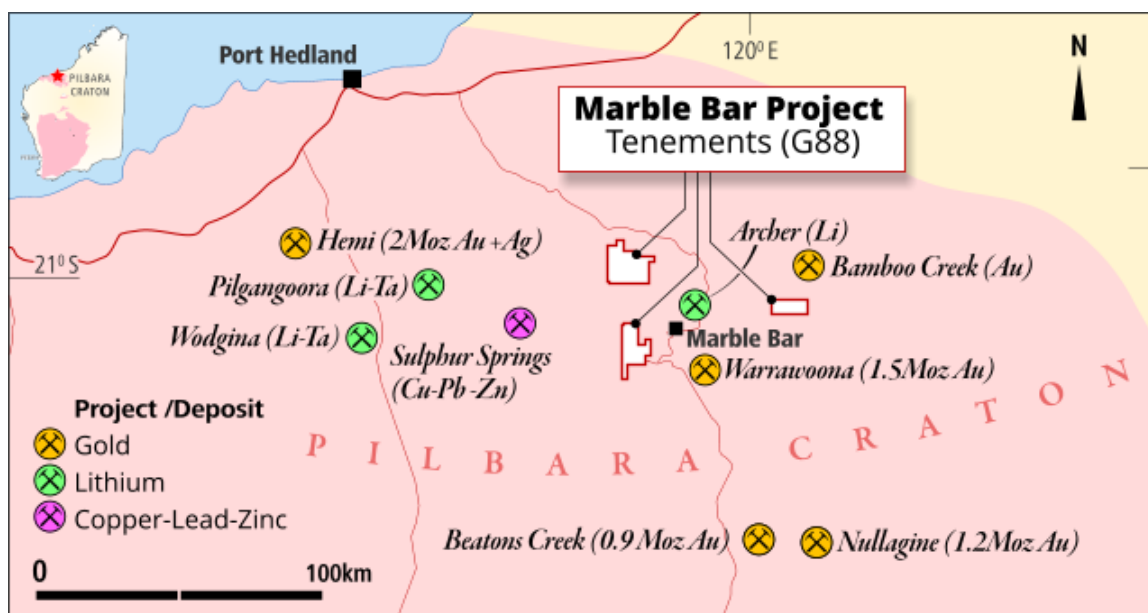 PILBARA
CRATON
Port Hedland
120⁰ E
N
Marble Bar Project
Tenements (G88)
Hemi (2Moz Au +Ag)
Archer (Li)
21⁰ S
Pilgangoora (Li-Ta)
Bamboo Creek (Au)
Wodgina (Li-Ta)
Marble Bar
Sulphur Springs
(Cu-Pb -Zn)
Warrawoona (1.5Moz Au)
Project /Deposit
Gold
Lithium
Copper-Lead-Zinc
PILBARA CRATON
Beatons Creek (0.9 Moz Au)
Nullagine (1.2Moz Au)
0
100km